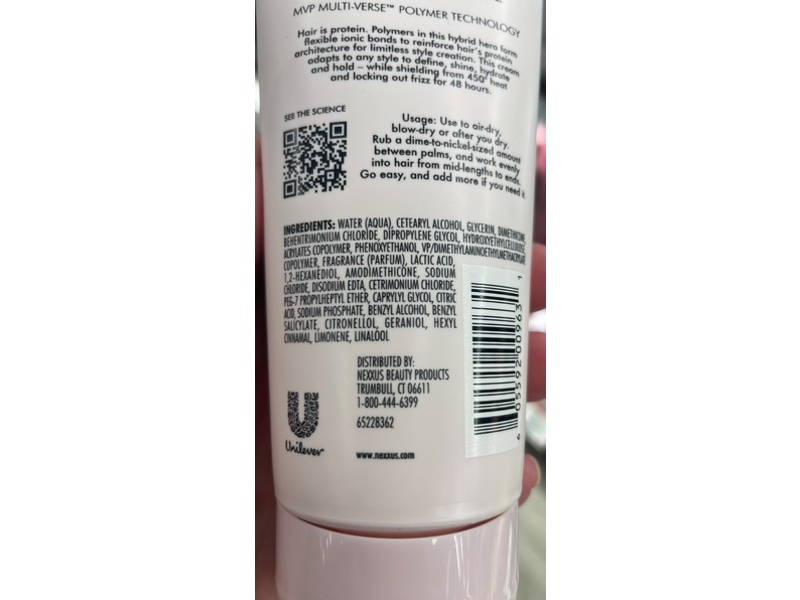 MVP MULTI-VERSE™ POLYMER TECHNOLOGY
Hair is protein. Polymers in this hybrid hero form
flexible ionic bonds to reinforce hair's protein
architecture for limitless style creation. This cream
adapts to any style to define, shine, hydrate
and hold – while shielding from 450° heat
and locking out frizz for 48 hours.
SEE THE SCIENCE
Usage: Use to air-dry,
blow-dry or after you dry.
Rub a dime-to-nickel-sized amount
between palms, and work evenly
into hair from mid-lengths to ends.
Go easy, and add more if you need it.
INGREDIENTS: WATER (AQUA), CETEARYL ALCOHOL, GLYCERIN, DIMETHICONE,
BEHENTRIMONIUM CHLORIDE, DIPROPYLENE GLYCOL, HYDROXYETHYLCELLULOSE,
ACRYLATES COPOLYMER, PHENOXYETHANOL, VP/DIMETHYLAMINOETHYLMETHACRYLATE
COPOLYMER, FRAGRANCE (PARFUM), LACTIC ACID,
1,2-HEXANEDIOL, AMODIMETHICONE, SODIUM
CHLORIDE, DISODIUM EDTA, CETRIMONIUM CHLORIDE,
PEG-7 PROPYLHEPTYL ETHER, CAPRYLYL GLYCOL, CITRIC
ACID, SODIUM PHOSPHATE, BENZYL ALCOHOL, BENZYL
SALICYLATE, CITRONELLOL, GERANIOL, HEXYL
CINNAMAL, LIMONENE, LINALOOL
DISTRIBUTED BY:
NEXXUS BEAUTY PRODUCTS
TRUMBULL, CT 06611
1-800-444-6399
65228362
Unilever
www.nexxus.com
6 05592 00963 1